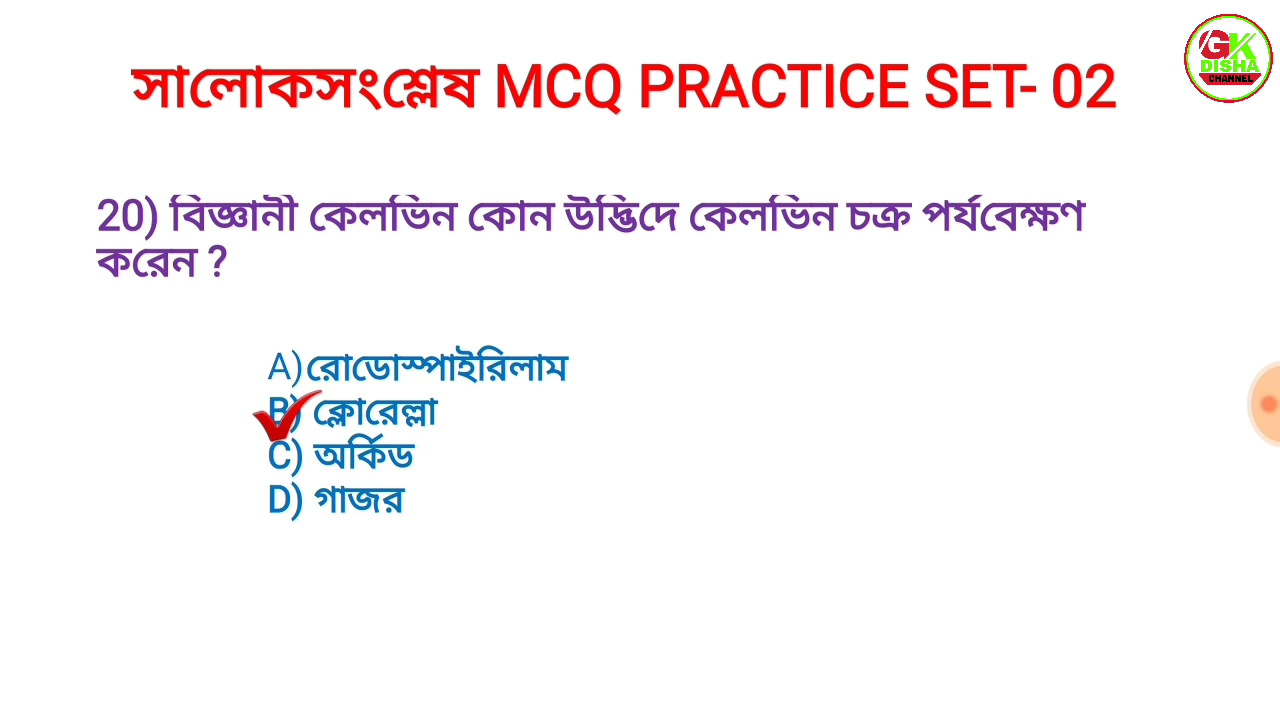 সালোকসংশ্লেষ MCQ PRACTICE SET- 02
GK
DISHA
CHANNEL
20) বিজ্ঞানী কেলভিন কোন উদ্ভিদে কেলভিন চক্র পর্যবেক্ষণ
করেন ?
A) রোডোস্পাইরিলাম
B) ক্লোরেল্লা
C) অর্কিড
D) গাজর